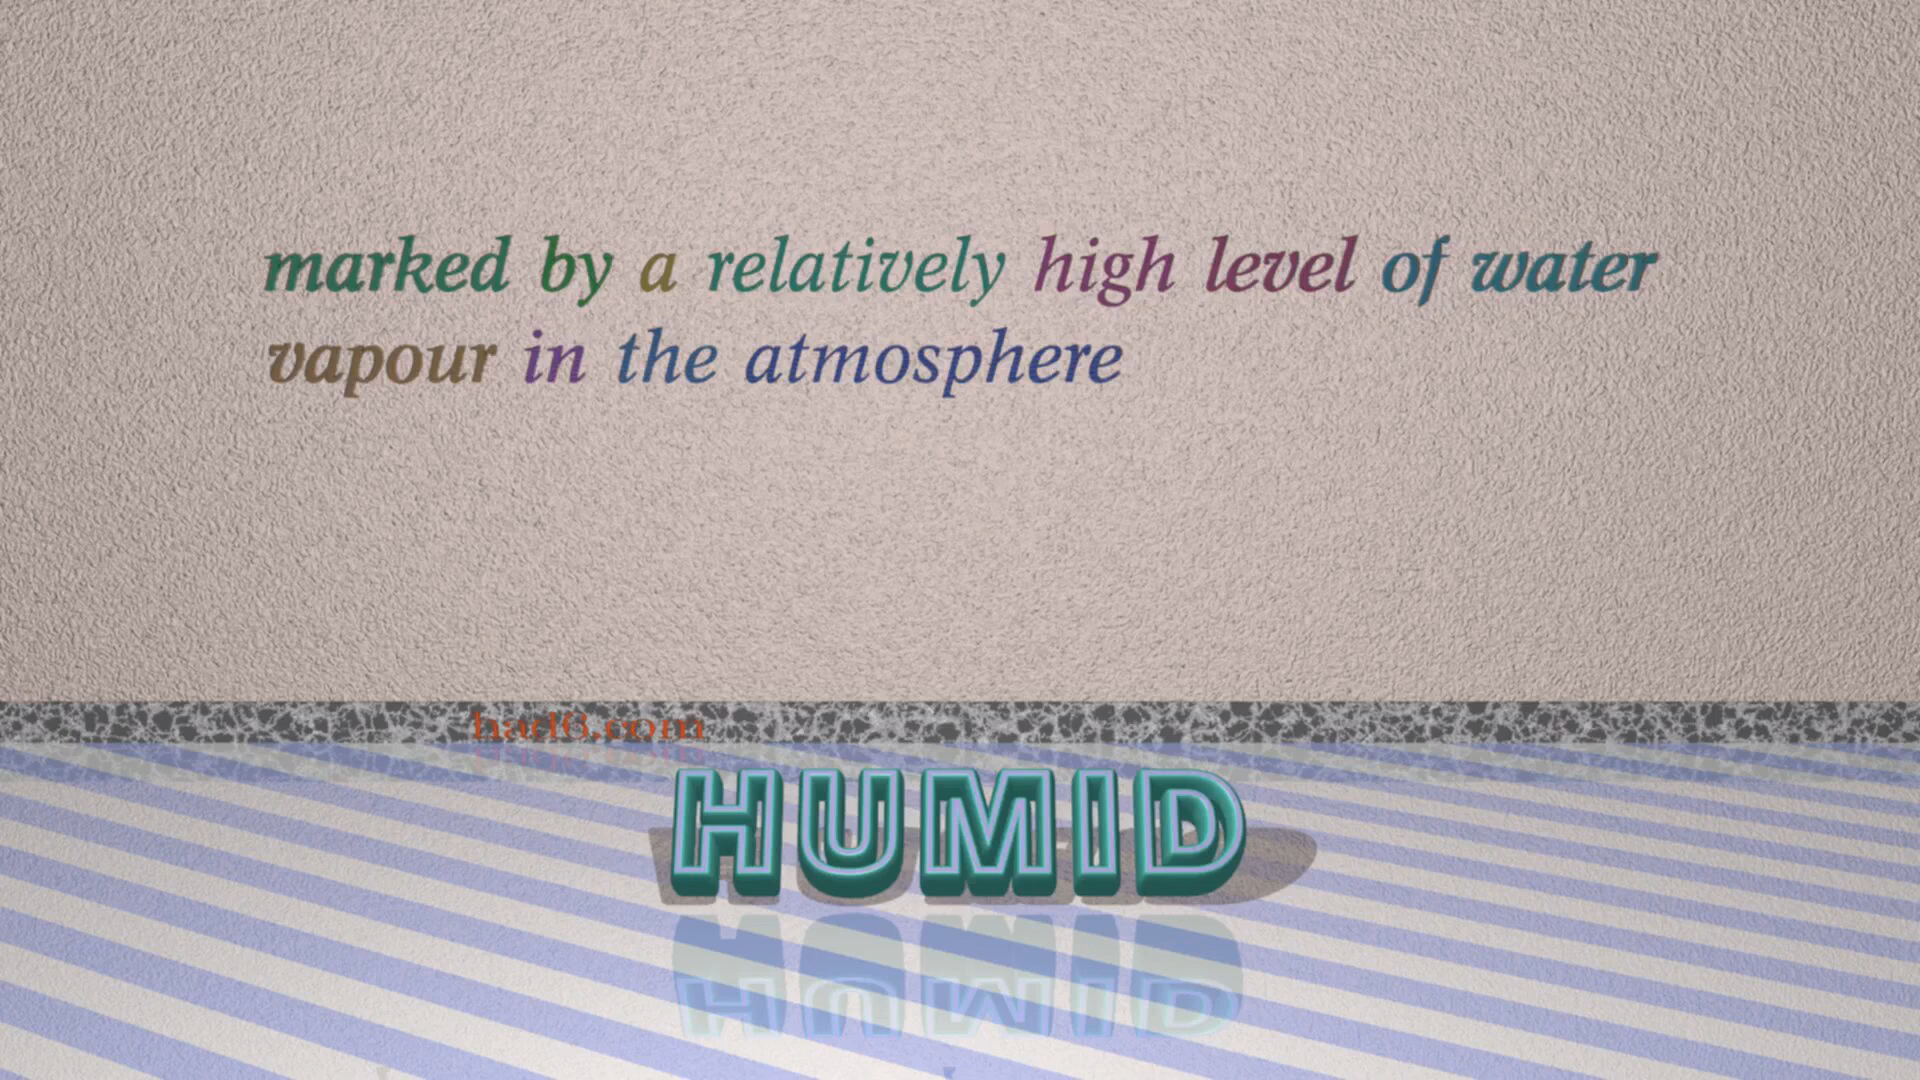 marked by a relatively high level of water
vapour in the atmosphere
had6.com
HUMID